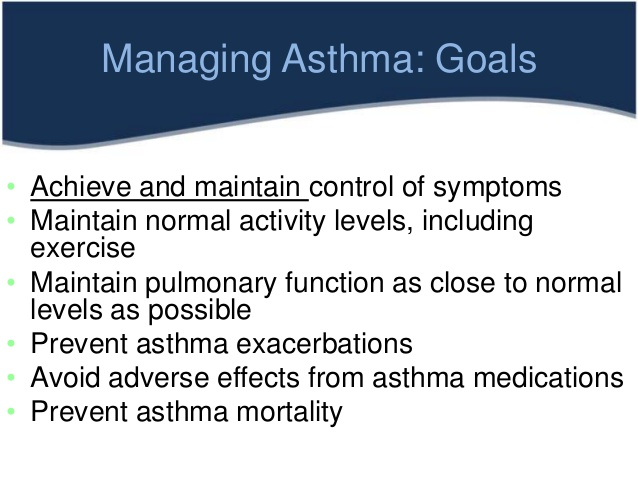 Managing Asthma: Goals
• Achieve and maintain control of symptoms
• Maintain normal activity levels, including
exercise
• Maintain pulmonary function as close to normal
levels as possible
• Prevent asthma exacerbations
• Avoid adverse effects from asthma medications
• Prevent asthma mortality